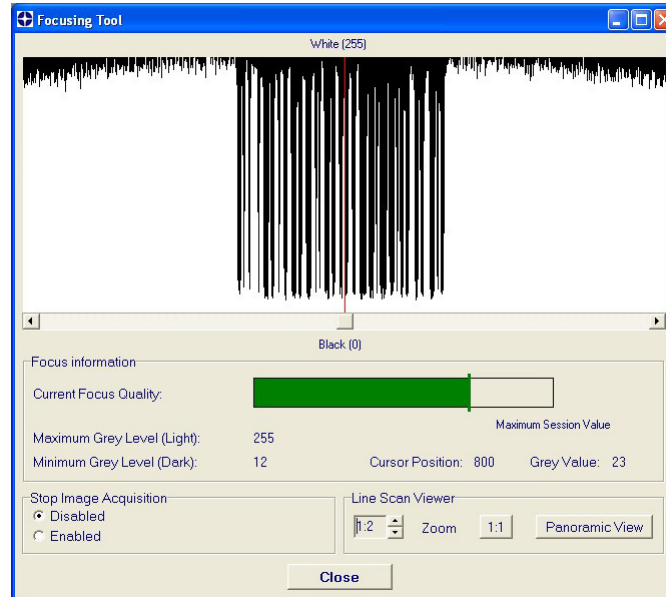 Focusing Tool
White (255)
Black (0)
Focus information
Current Focus Quality:
Maximum Session Value
Maximum Grey Level (Light): 255
Minimum Grey Level (Dark): 12 Cursor Position: 800 Grey Value: 23
Stop Image Acquisition Line Scan Viewer
Disabled
1:2 Zoom 1:1 Panoramic View
Enabled
Close